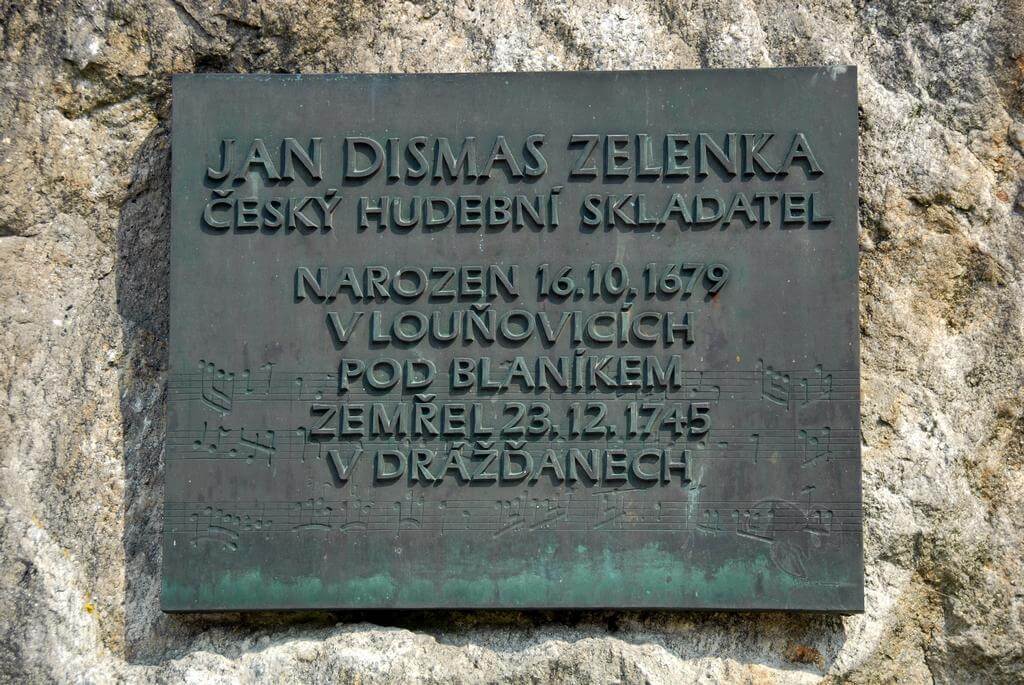 JAN DISMAS ZELENKA
ČESKÝ HUDEBNÍ SKLADATEL
NAROZEN 16.10.1679
V LOUŇOVICÍCH
POD BLANÍKEM
ZEMŘEL 23.12.1745
V DRÁŽĎANECH